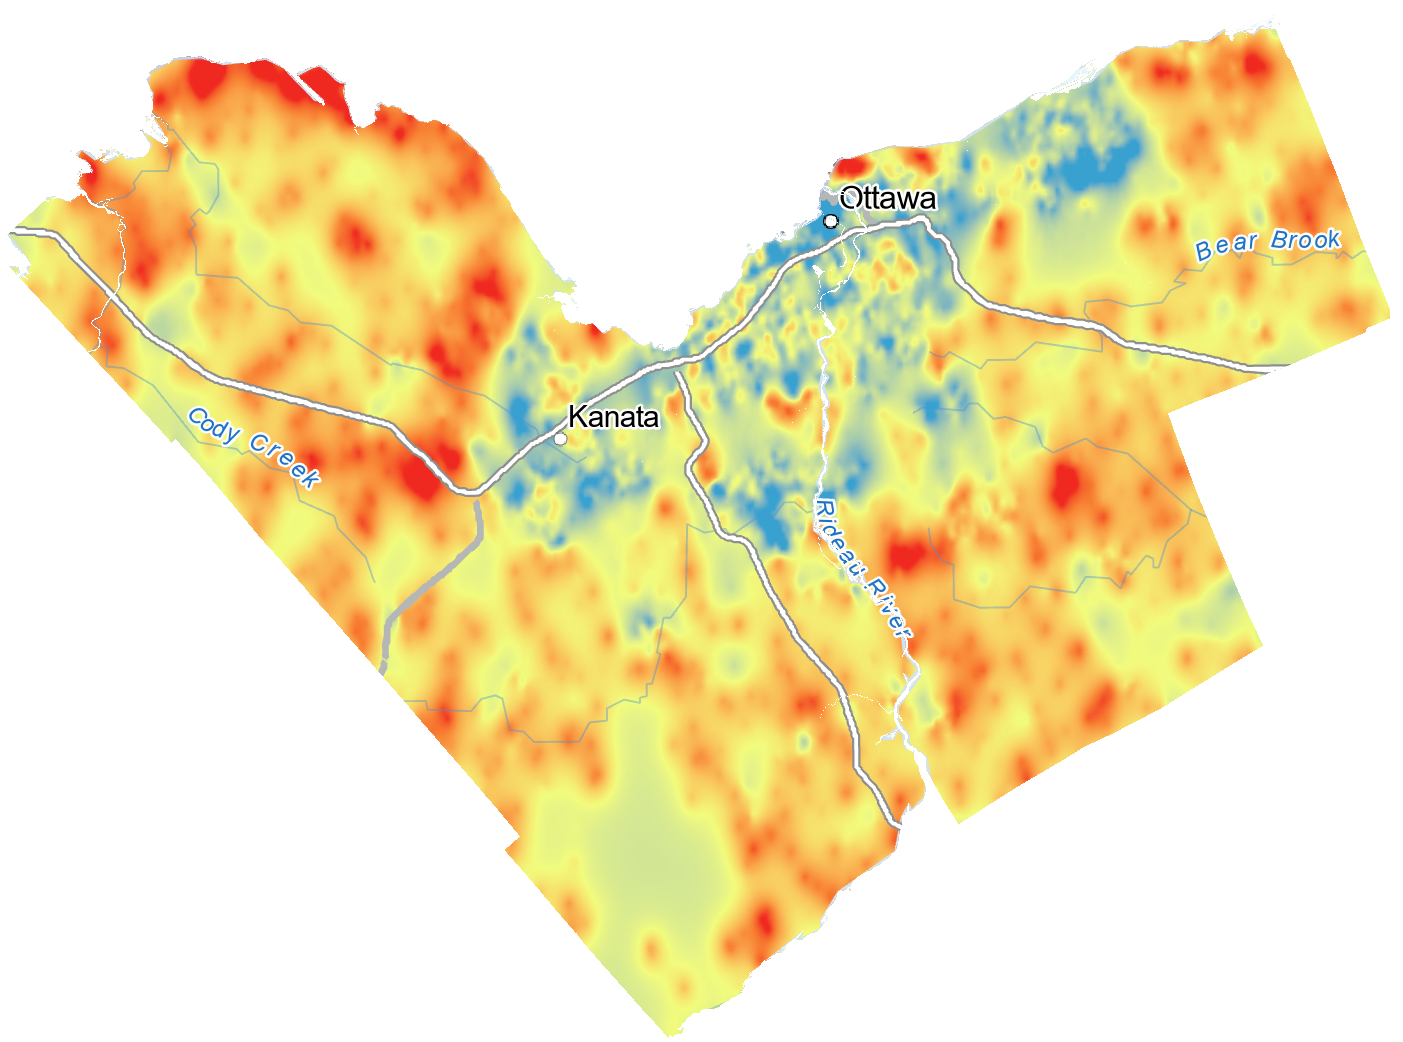 Ottawa
Bear Brook
Kanata
Cody Creek
Rideau River